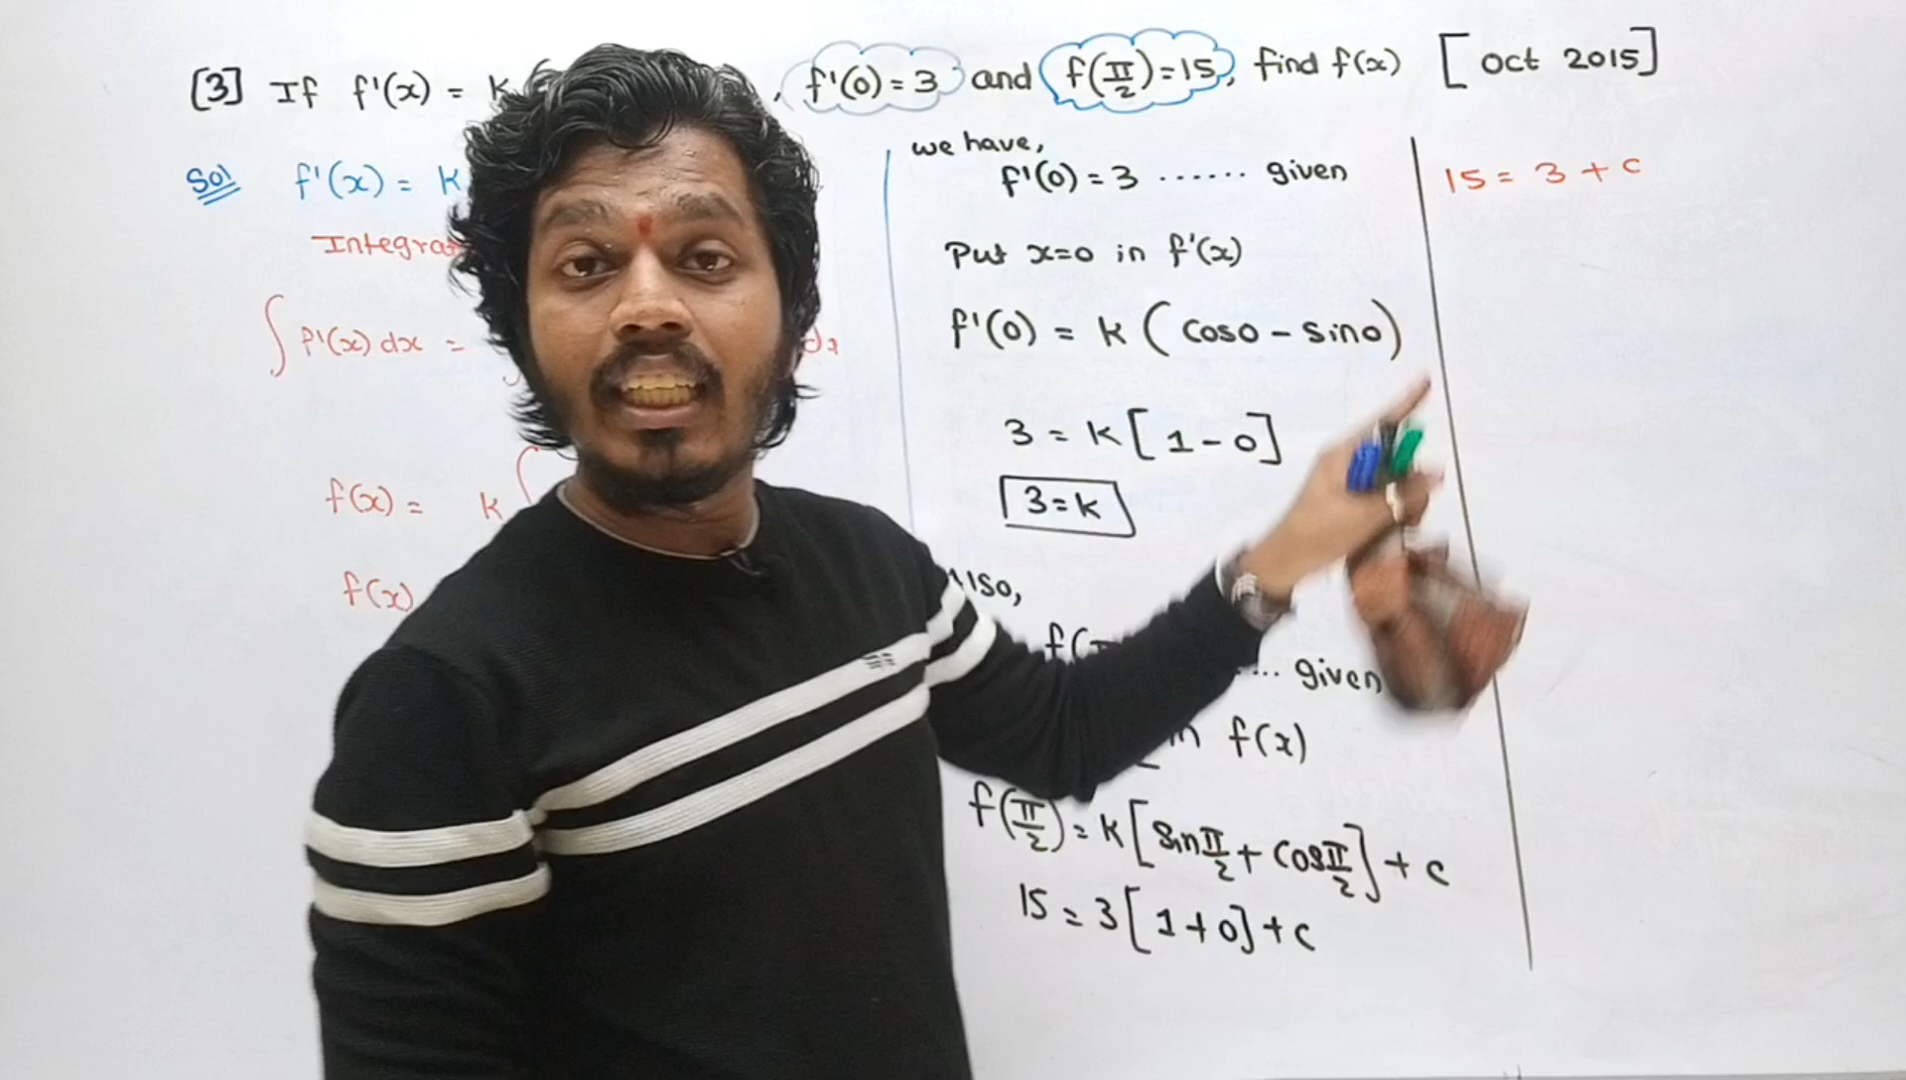 [3] If f'(x) = k , f'(0) = 3 and f(π/2) = 15, find f(x) [Oct 2015]
Sol f'(x) = k
Integra
∫ f'(x) dx =
f(x) = k ∫
f(x)
we have,
f'(0) = 3 ...... given
Put x=0 in f'(x)
f'(0) = k (cos0 - sin0)
3 = k [1 - 0]
3 = k
Also,
f( ... given
in f(x)
f(π/2) = k [sin π/2 + cos π/2] + c
15 = 3 [1 + 0] + c
15 = 3 + c